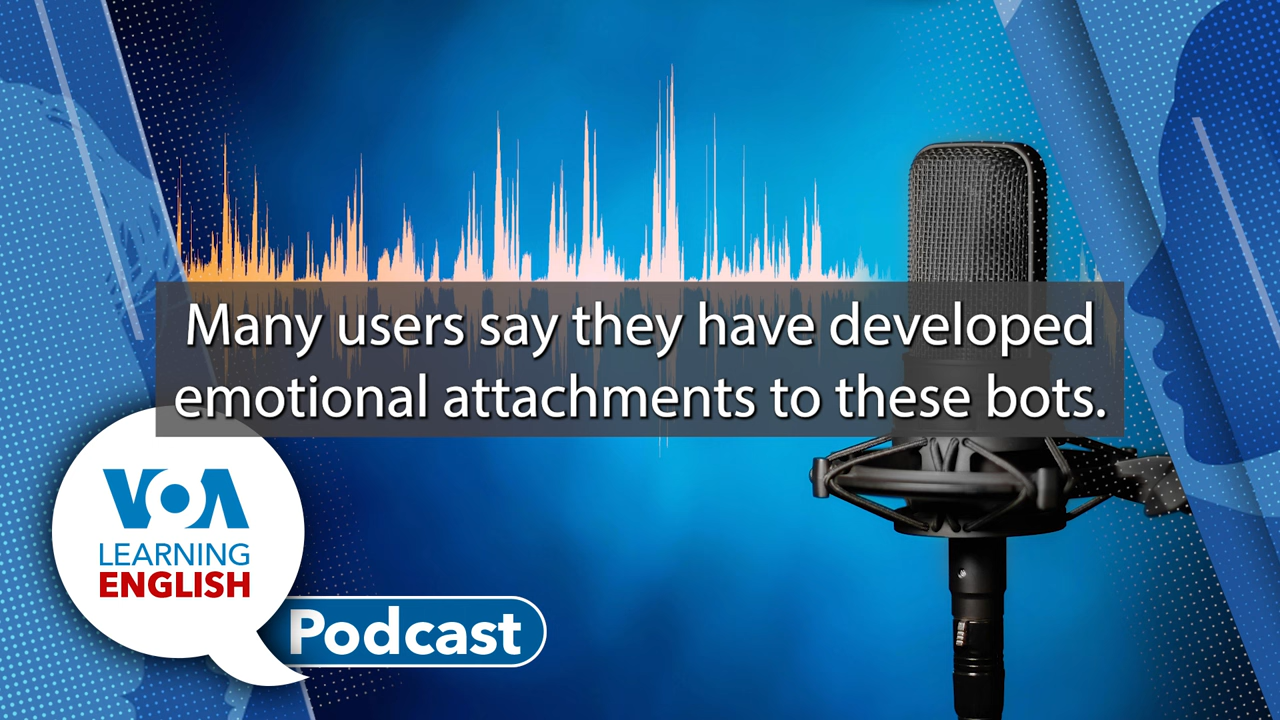 Many users say they have developed
emotional attachments to these bots.
VOA
LEARNING
ENGLISH
Podcast